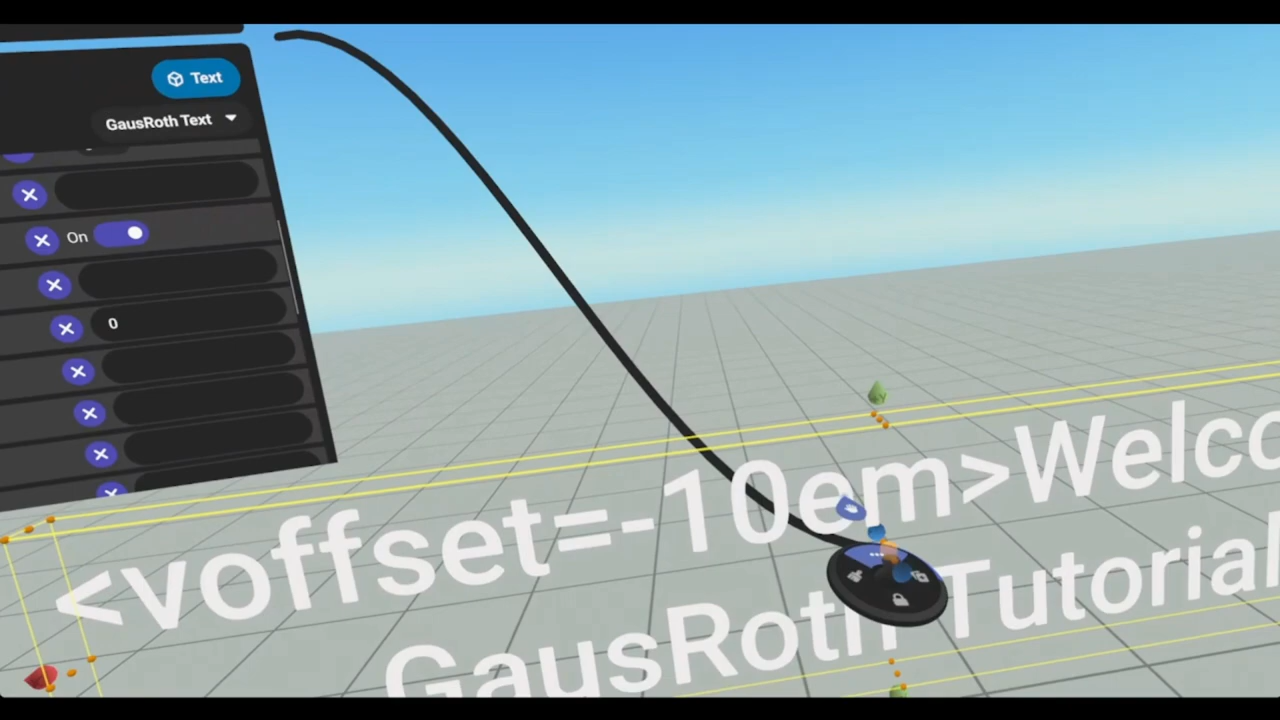 Text
GausRoth Text
On
0
<voffset=-10em>Welco
GausRoth Tutorial